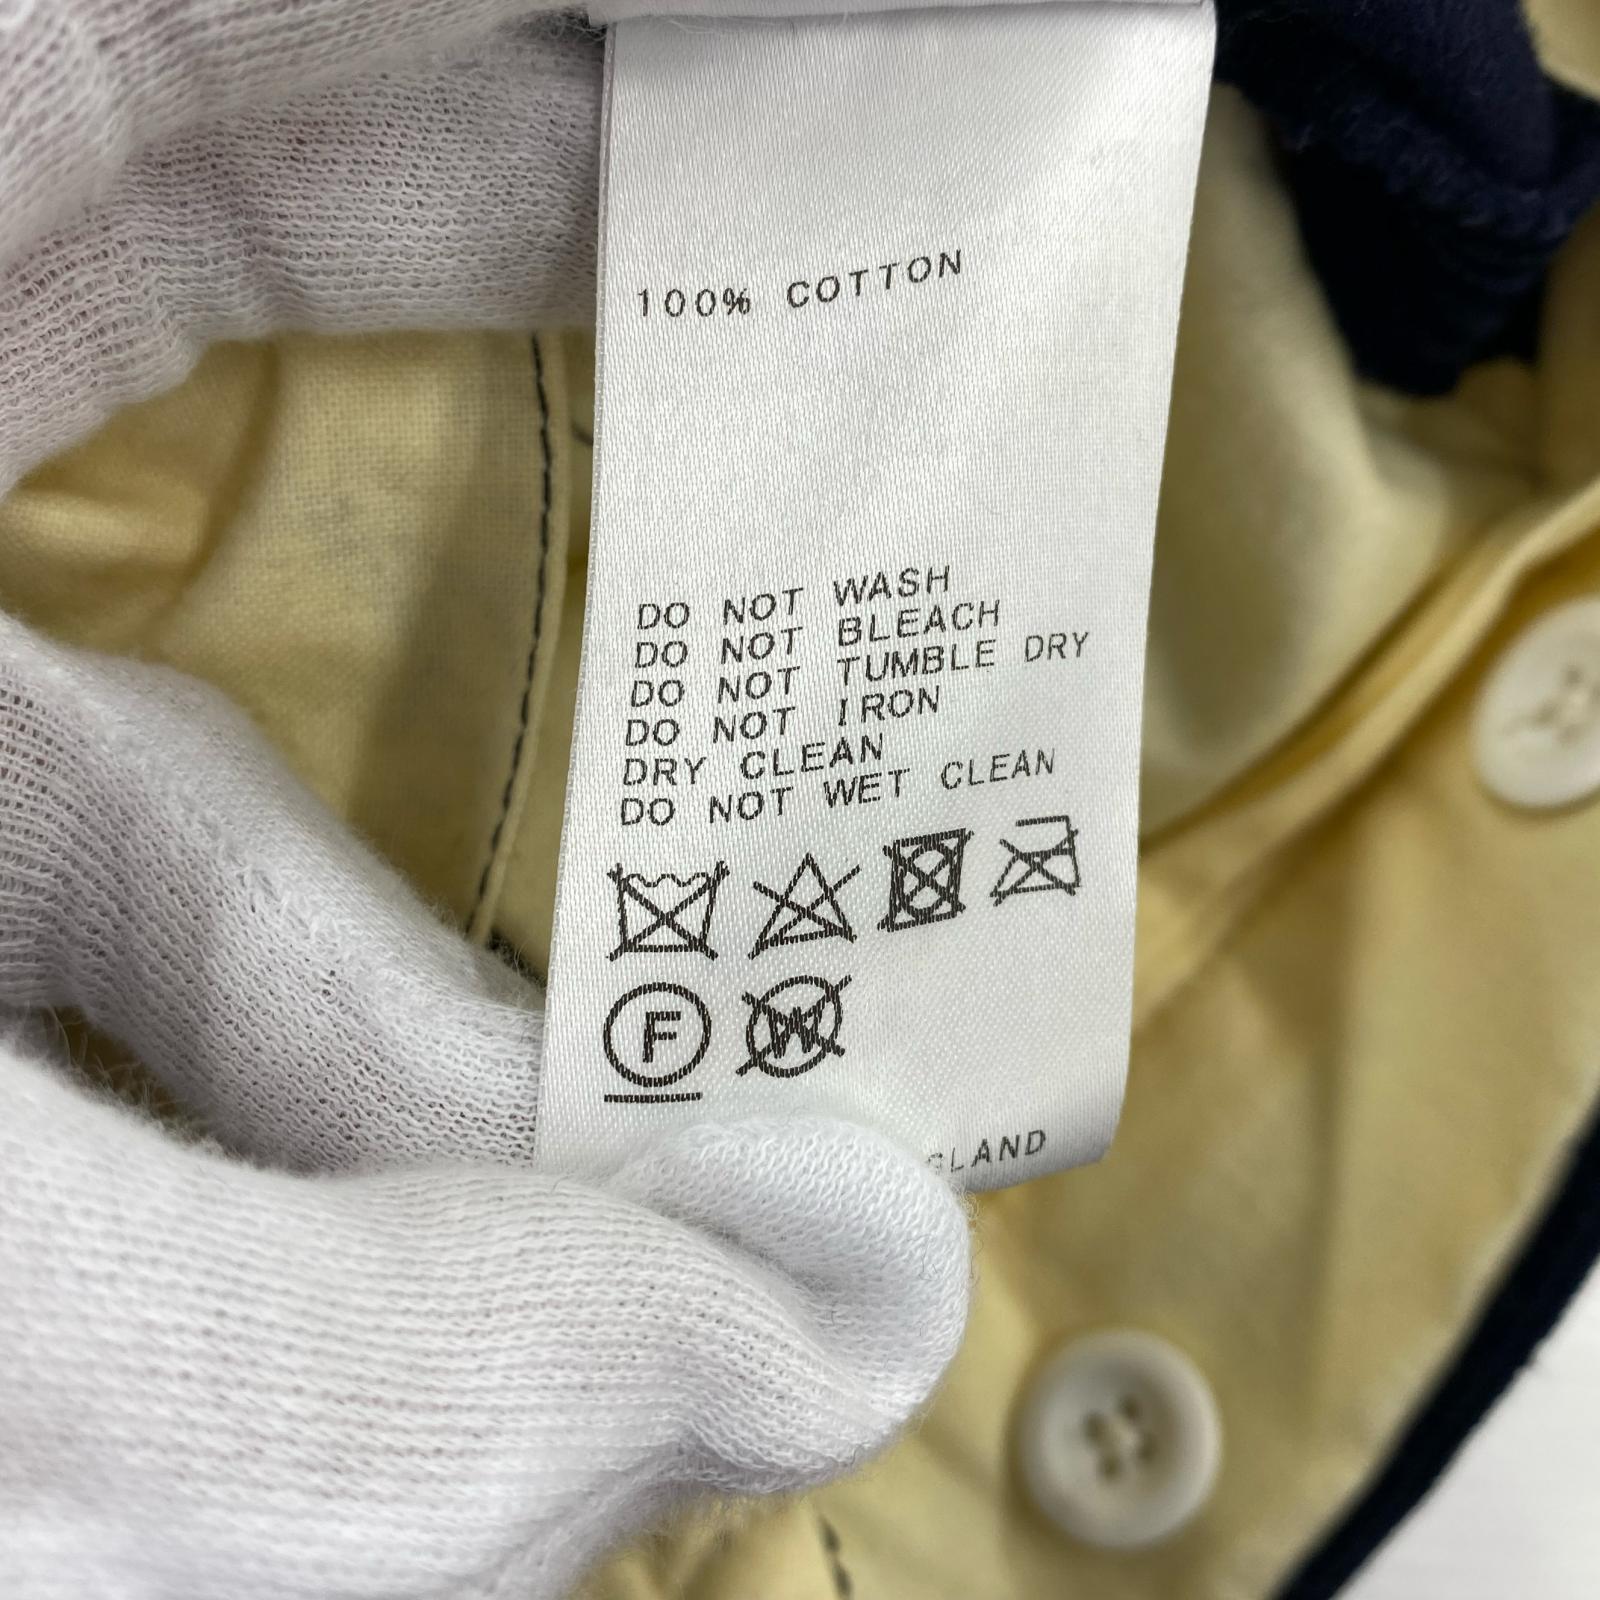 100% COTTON
DO NOT WASH
DO NOT BLEACH
DO NOT TUMBLE DRY
DO NOT IRON
DRY CLEAN
DO NOT WET CLEAN
F W